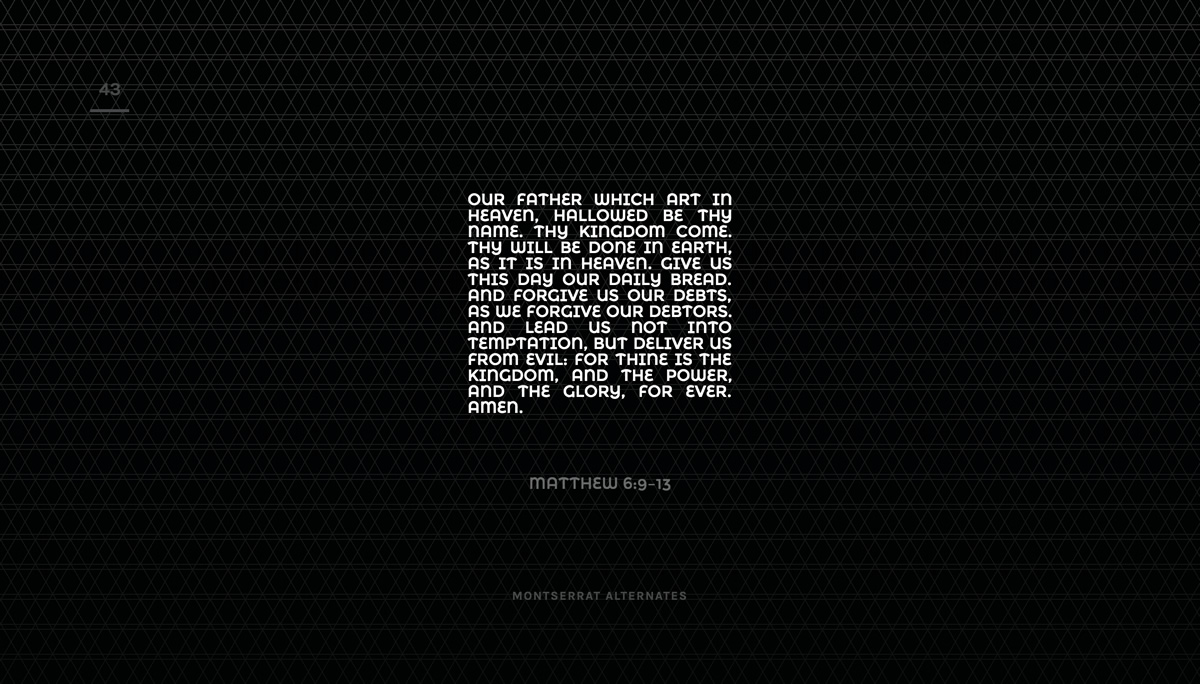 43
OUR FATHER WHICH ART IN
HEAVEN, HALLOWED BE THY
NAME. THY KINGDOM COME.
THY WILL BE DONE IN EARTH,
AS IT IS IN HEAVEN. GIVE US
THIS DAY OUR DAILY BREAD.
AND FORGIVE US OUR DEBTS,
AS WE FORGIVE OUR DEBTORS.
AND LEAD US NOT INTO
TEMPTATION, BUT DELIVER US
FROM EVIL: FOR THINE IS THE
KINGDOM, AND THE POWER,
AND THE GLORY, FOR EVER.
AMEN.
MATTHEW 6:9-13
MONTSERRAT ALTERNATES